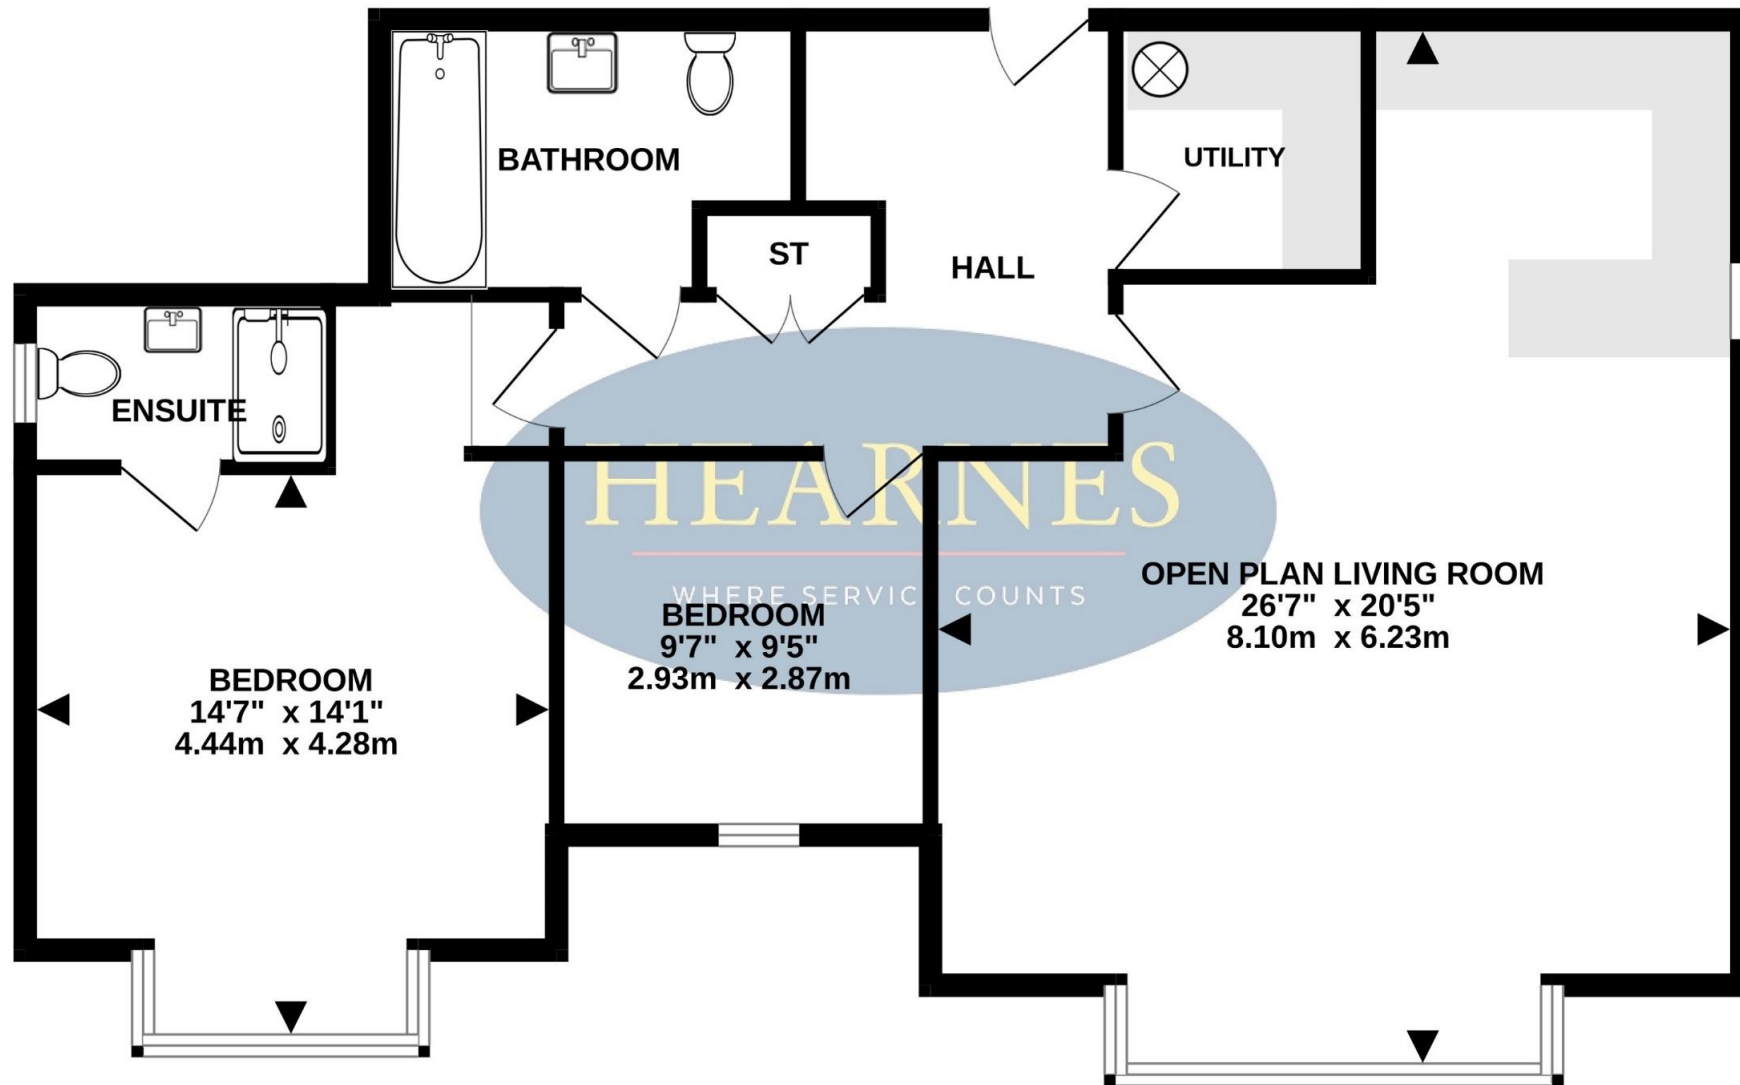 BATHROOM
UTILITY
ST
HALL
ENSUITE
HEARNES
WHERE SERVIC COUNTS
OPEN PLAN LIVING ROOM
26'7" x 20'5"
8.10m x 6.23m
BEDROOM
9'7" x 9'5"
2.93m x 2.87m
BEDROOM
14'7" x 14'1"
4.44m x 4.28m